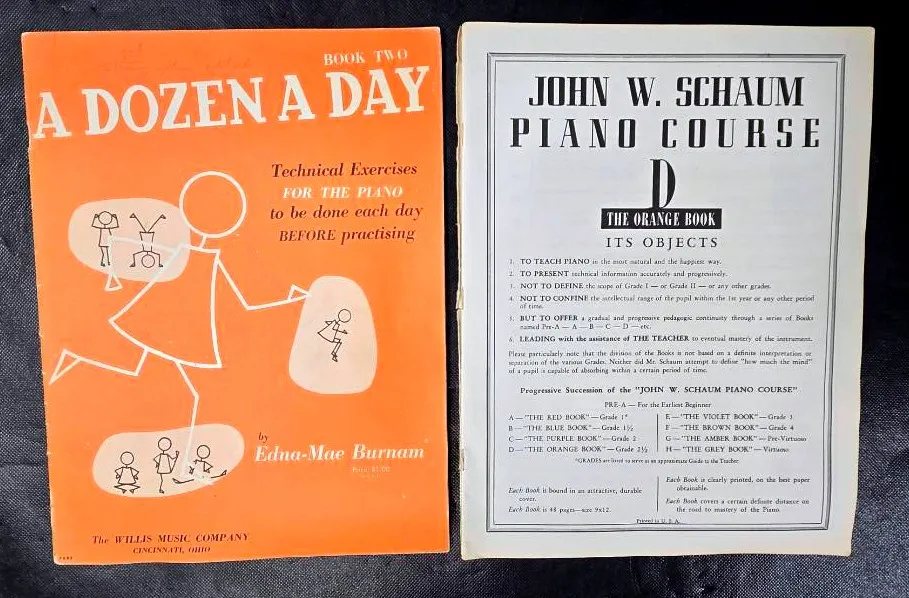 BOOK TWO
A DOZEN A DAY
Technical Exercises
FOR THE PIANO
to be done each day
BEFORE practising
by
Edna-Mae Burnam
The WILLIS MUSIC COMPANY
CINCINNATI, OHIO
JOHN W. SCHAUM
PIANO COURSE
D
THE ORANGE BOOK
ITS OBJECTS
1. TO TEACH PIANO in the most natural and the happiest way.
2. TO PRESENT technical information accurately and progressively.
3. NOT TO DEFINE the scope of Grade I — or Grade II — or any other grades.
4. NOT TO CONFINE the intellectual range of the pupil within the 1st year or any other period
of time.
5. BUT TO OFFER a gradual and progressive pedagogic continuity through a series of Books
named Pre-A — A — B — C — D — etc.
6. LEADING with the assistance of THE TEACHER to eventual mastery of the instrument.
Please particularly note that the division of the Books is not based on a definite interpretation or
separation of the various Grades. Neither did Mr. Schaum attempt to define "how much the mind"
of a pupil is capable of absorbing within a certain period of time.
Progressive Succession of the "JOHN W. SCHAUM PIANO COURSE"
PRE-A — For the Earliest Beginner
A — "THE RED BOOK" — Grade 1*
B — "THE BLUE BOOK" — Grade 1½
C — "THE PURPLE BOOK" — Grade 2
D — "THE ORANGE BOOK" — Grade 2½
E — "THE VIOLET BOOK" — Grade 3
F — "THE BROWN BOOK" — Grade 4
G — "THE AMBER BOOK" — Pre-Virtuoso
H — "THE GREY BOOK" — Virtuoso
*GRADES are listed to serve as an approximate Guide to the Teacher.
Each Book is bound in an attractive, durable
cover.
Each Book is 48 pages—size 9x12.
Each Book is clearly printed, on the best paper
obtainable.
Each Book covers a certain definite distance on
the road to mastery of the Piano.
Printed in U. S. A.